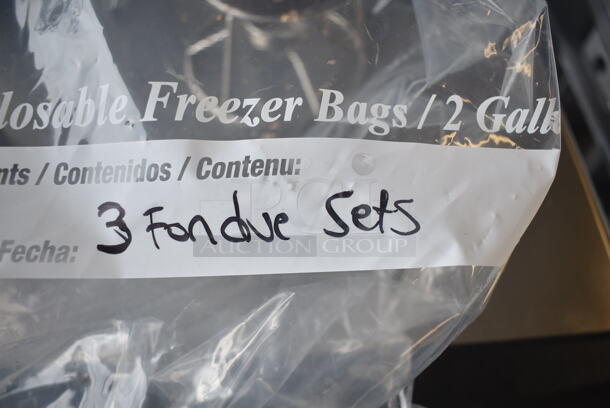 losable Freezer Bags / 2 Gall
nts / Contenidos / Contenu:
3 Fondue Sets
AUCTION GROUP
Fecha: